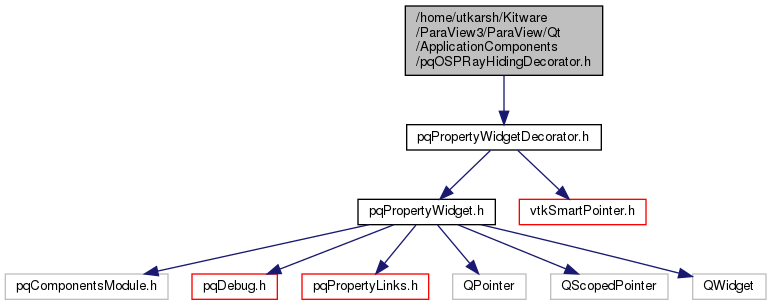 /home/utkarsh/Kitware
/ParaView3/ParaView/Qt
/ApplicationComponents
/pqOSPRayHidingDecorator.h
pqPropertyWidgetDecorator.h
pqPropertyWidget.h
vtkSmartPointer.h
pqComponentsModule.h
pqDebug.h
pqPropertyLinks.h
QPointer
QScopedPointer
QWidget